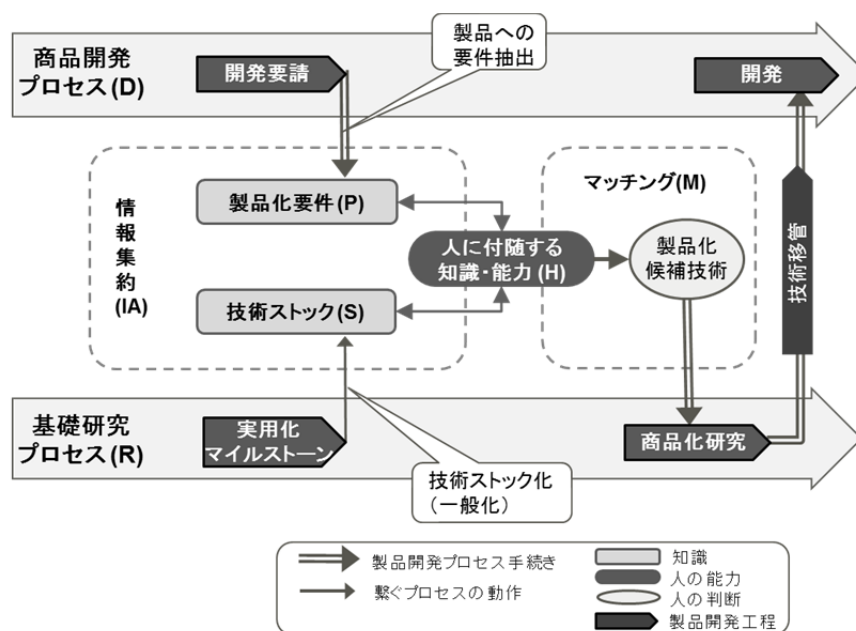 商品開発
プロセス(D)
開発要請
製品への
要件抽出
開発
情報集約
(IA)
製品化要件(P)
マッチング(M)
人に付随する
知識・能力(H)
製品化
候補技術
技術ストック(S)
技術移管
基礎研究
プロセス(R)
実用化
マイルストーン
商品化研究
技術ストック化
(一般化)
製品開発プロセス手続き
繋ぐプロセスの動作
知識
人の能力
人の判断
製品開発工程